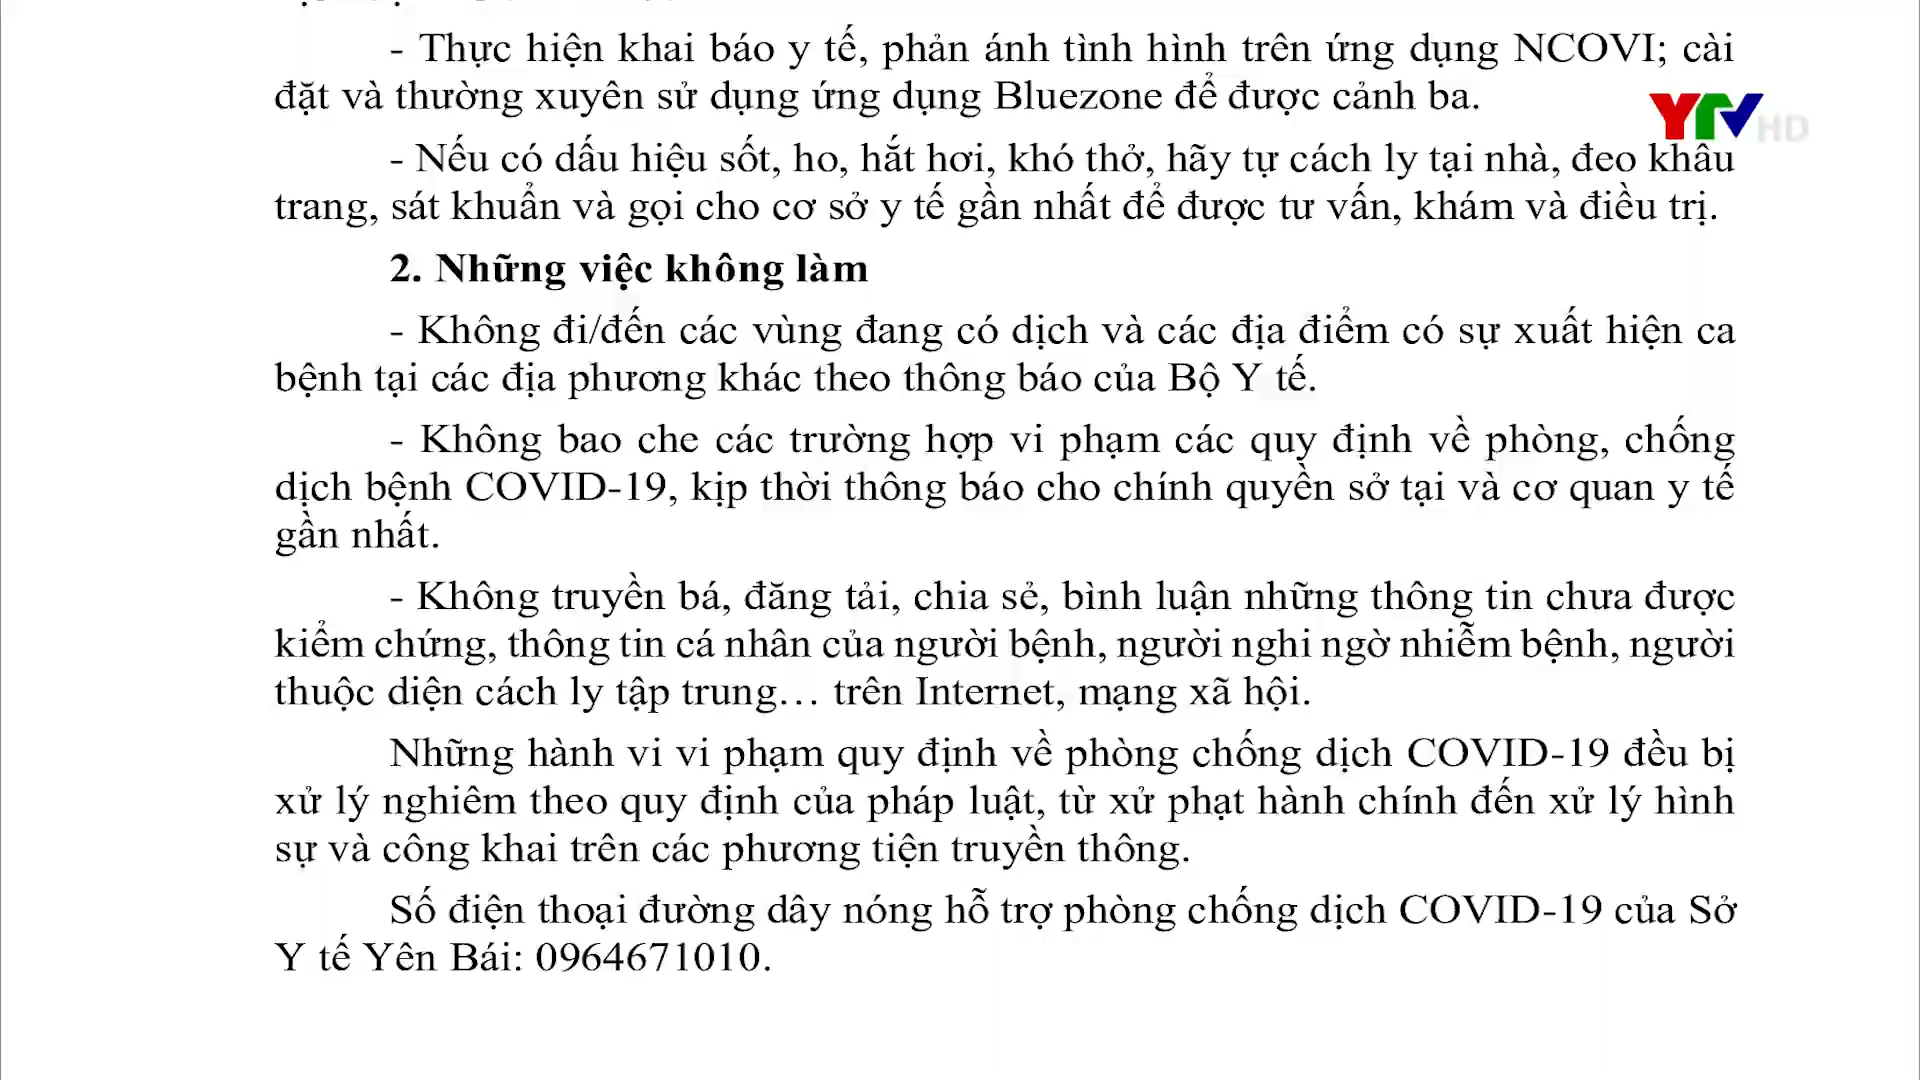 - Thực hiện khai báo y tế, phản ánh tình hình trên ứng dụng NCOVI; cài
đặt và thường xuyên sử dụng ứng dụng Bluezone để được cảnh ba.
YTV HD
- Nếu có dấu hiệu sốt, ho, hắt hơi, khó thở, hãy tự cách ly tại nhà, đeo khẩu
trang, sát khuẩn và gọi cho cơ sở y tế gần nhất để được tư vấn, khám và điều trị.
2. Những việc không làm
- Không đi/đến các vùng đang có dịch và các địa điểm có sự xuất hiện ca
bệnh tại các địa phương khác theo thông báo của Bộ Y tế.
- Không bao che các trường hợp vi phạm các quy định về phòng, chống
dịch bệnh COVID-19, kịp thời thông báo cho chính quyền sở tại và cơ quan y tế
gần nhất.
- Không truyền bá, đăng tải, chia sẻ, bình luận những thông tin chưa được
kiểm chứng, thông tin cá nhân của người bệnh, người nghi ngờ nhiễm bệnh, người
thuộc diện cách ly tập trung… trên Internet, mạng xã hội.
Những hành vi vi phạm quy định về phòng chống dịch COVID-19 đều bị
xử lý nghiêm theo quy định của pháp luật, từ xử phạt hành chính đến xử lý hình
sự và công khai trên các phương tiện truyền thông.
Số điện thoại đường dây nóng hỗ trợ phòng chống dịch COVID-19 của Sở
Y tế Yên Bái: 0964671010.